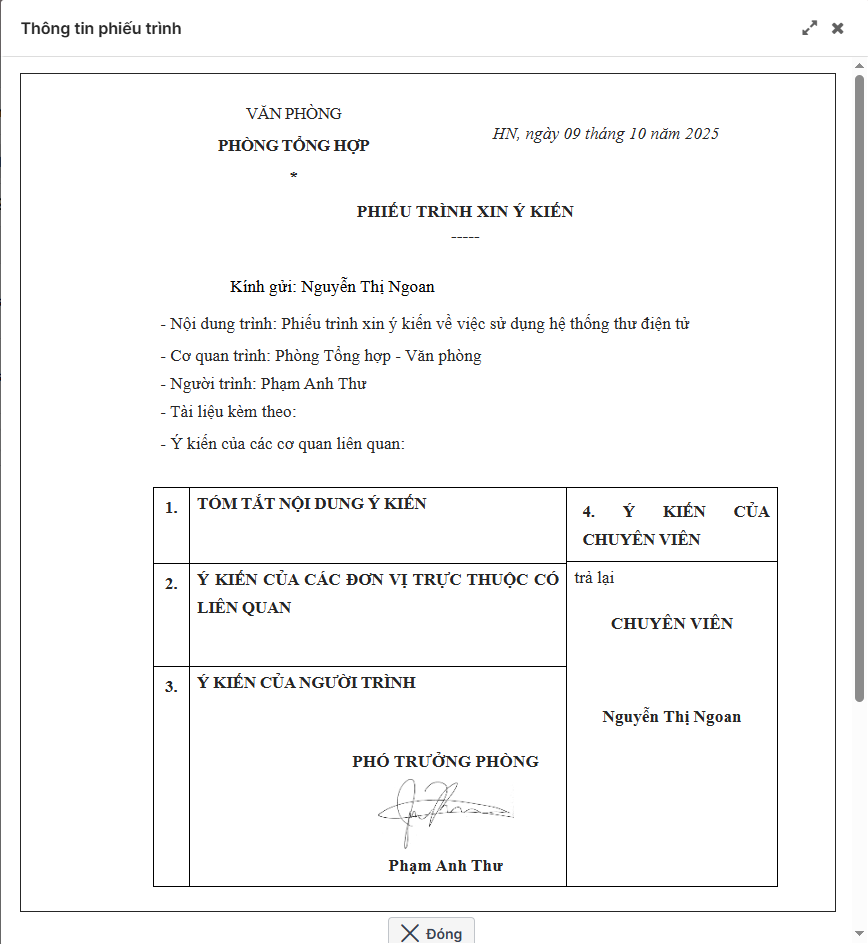 Thông tin phiếu trình
VĂN PHÒNG
PHÒNG TỔNG HỢP
*
HN, ngày 09 tháng 10 năm 2025
PHIẾU TRÌNH XIN Ý KIẾN
-----
Kính gửi: Nguyễn Thị Ngoan
- Nội dung trình: Phiếu trình xin ý kiến về việc sử dụng hệ thống thư điện tử
- Cơ quan trình: Phòng Tổng hợp - Văn phòng
- Người trình: Phạm Anh Thư
- Tài liệu kèm theo:
- Ý kiến của các cơ quan liên quan:
1. TÓM TẮT NỘI DUNG Ý KIẾN
2. Ý KIẾN CỦA CÁC ĐƠN VỊ TRỰC THUỘC CÓ
LIÊN QUAN
3. Ý KIẾN CỦA NGƯỜI TRÌNH
PHÓ TRƯỞNG PHÒNG
Phạm Anh Thư
4. Ý KIẾN CỦA
CHUYÊN VIÊN
trả lại
CHUYÊN VIÊN
Nguyễn Thị Ngoan
Đóng